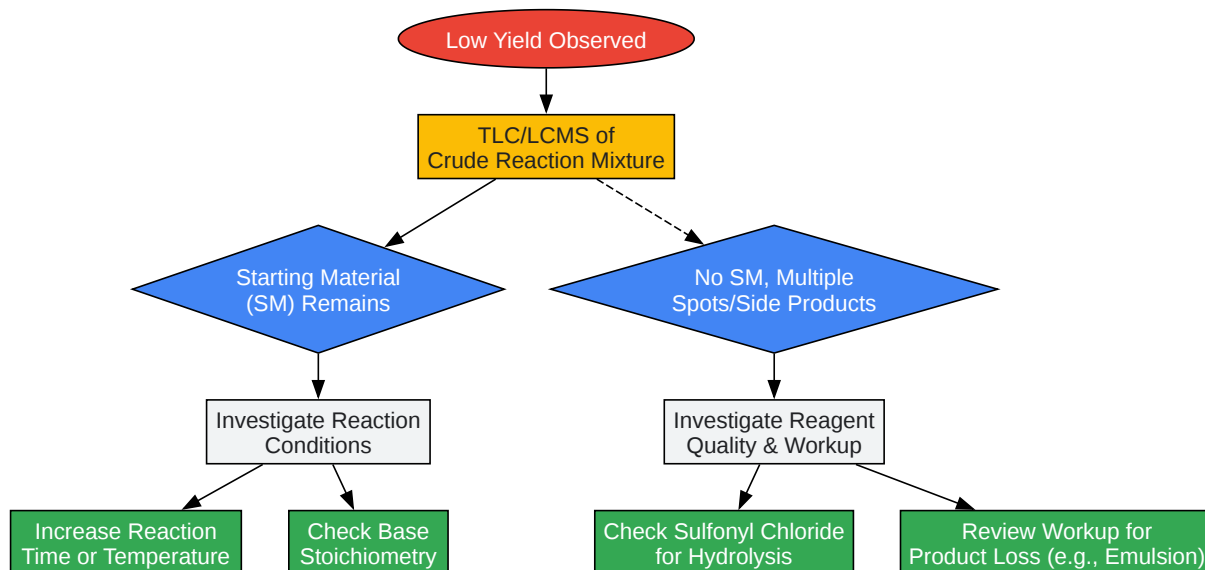 Low Yield Observed
TLC/LCMS of
Crude Reaction Mixture
Starting Material
(SM) Remains
No SM, Multiple
Spots/Side Products
Investigate Reaction
Conditions
Investigate Reagent
Quality & Workup
Increase Reaction
Time or Temperature
Check Base
Stoichiometry
Check Sulfonyl Chloride
for Hydrolysis
Review Workup for
Product Loss (e.g., Emulsion)